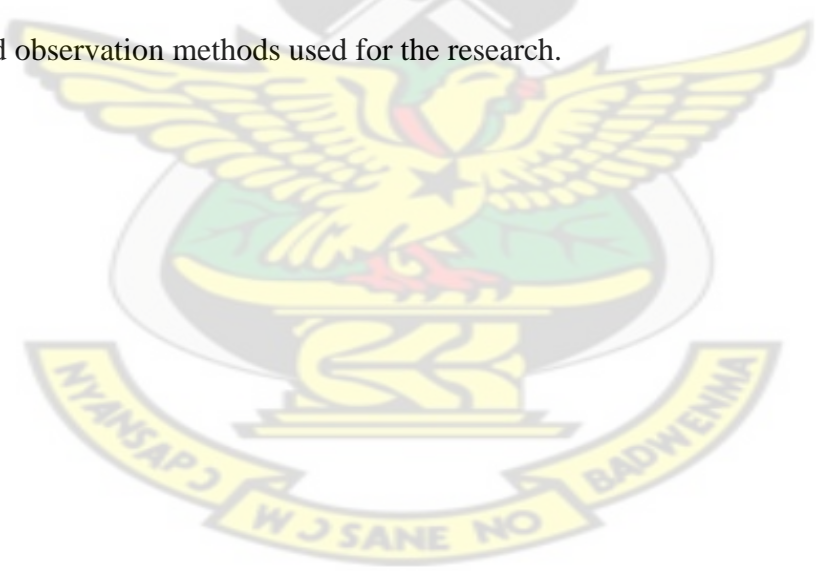 d observation methods used for the research.
NYANSAPƆ WƆSANE NO BADWENMA